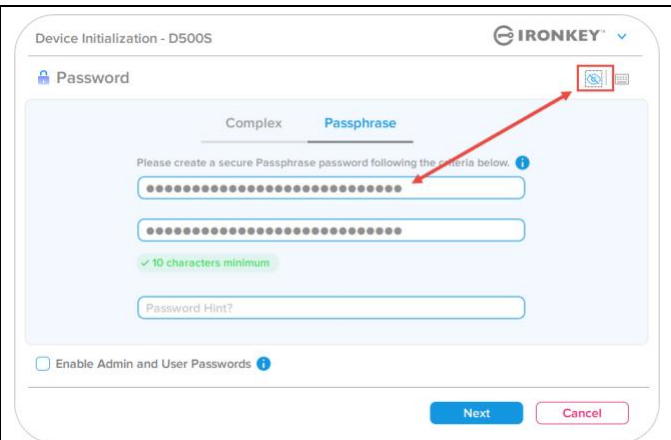 Device Initialization - D500S
IRONKEY™
Password
Complex Passphrase
Please create a secure Passphrase password following the criteria below.
●●●●●●●●●●●●●●●●●●●●●●●●●●●●
●●●●●●●●●●●●●●●●●●●●●●●●●●●●
✓ 10 characters minimum
Password Hint?
Enable Admin and User Passwords
Next Cancel